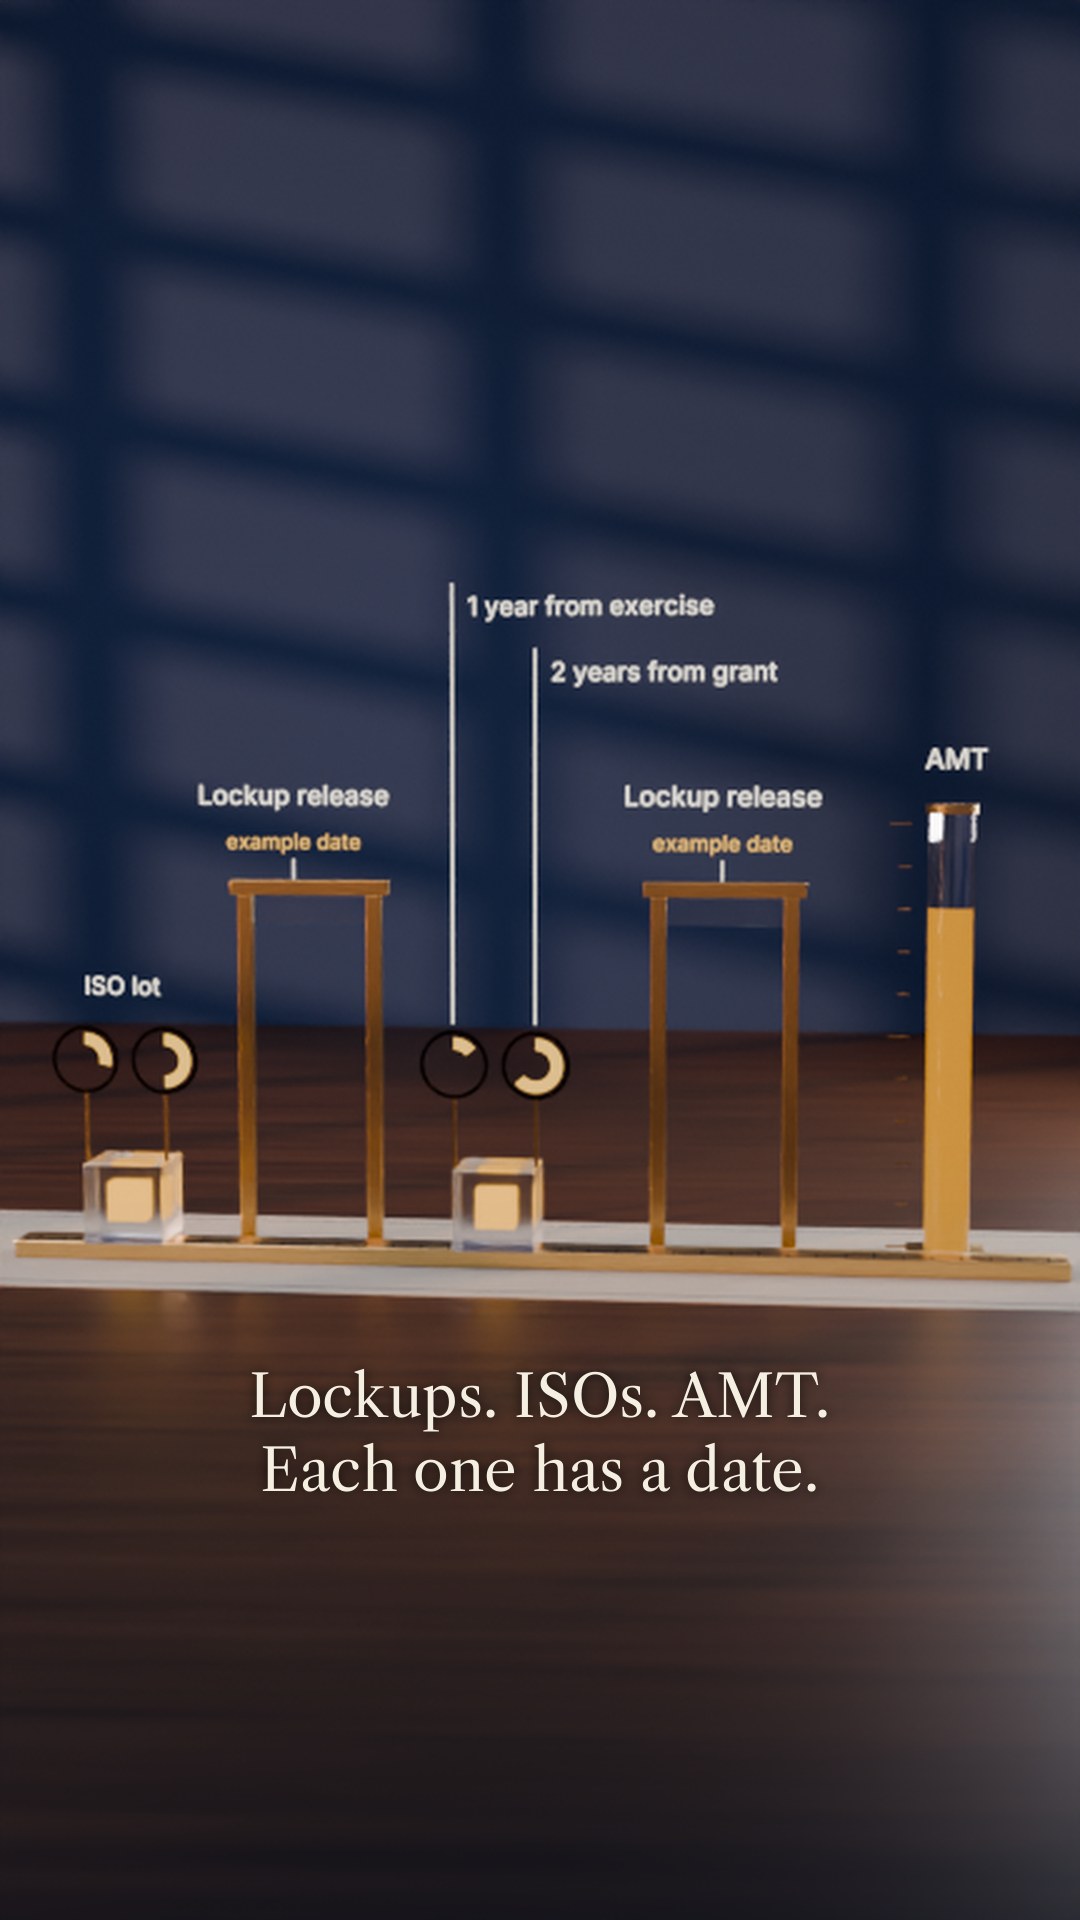 1 year from exercise
2 years from grant
AMT
Lockup release
example date
Lockup release
example date
ISO lot
Lockups. ISOs. AMT.
Each one has a date.